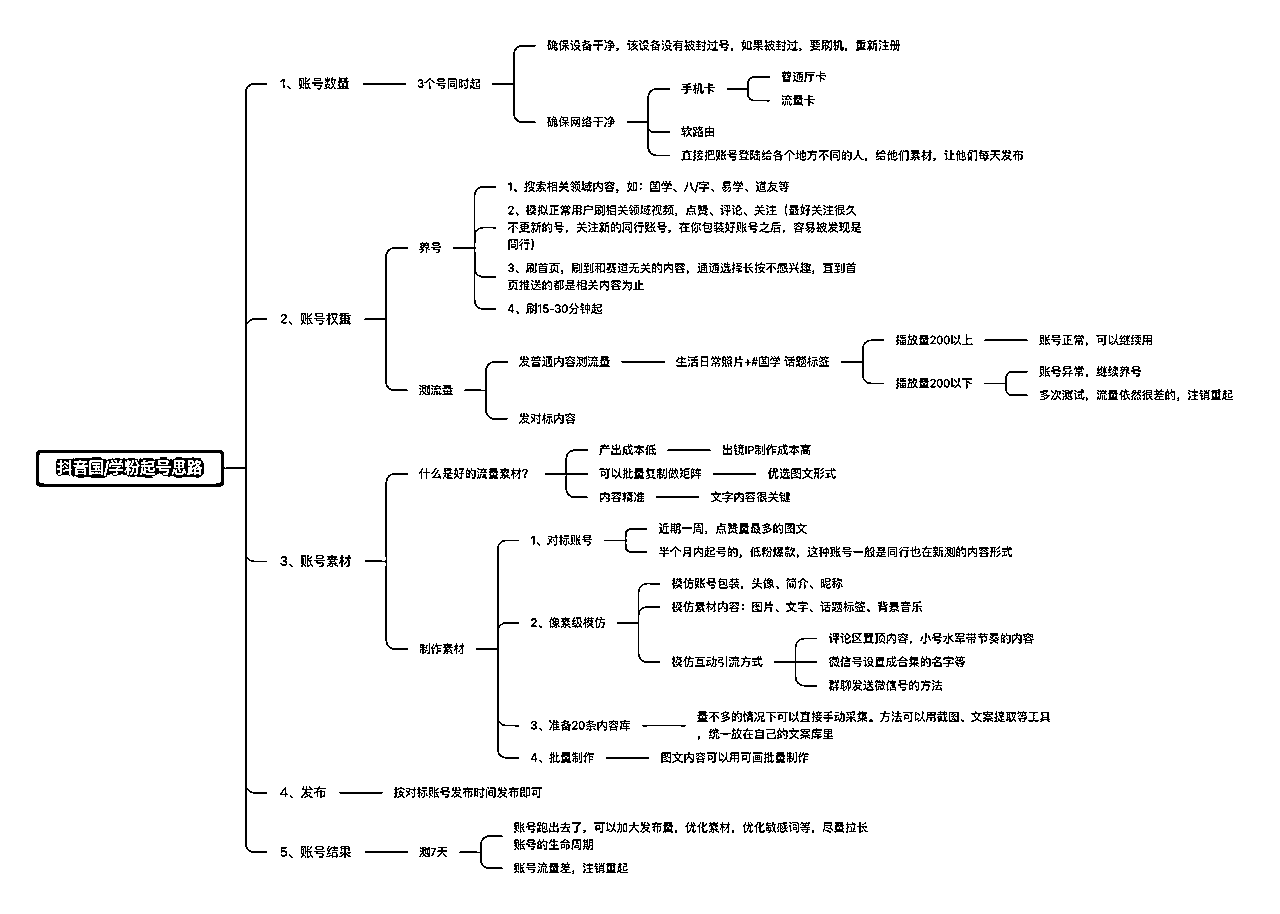 抖音国/学粉起号思路
1、账号数量
3个号同时起
确保设备干净，该设备没有被封过号，如果被封过，要刷机，重新注册
确保网络干净
手机卡
普通厅卡
流量卡
软路由
直接把账号登陆给各个地方不同的人，给他们素材，让他们每天发布
2、账号权重
养号
1、搜索相关领域内容，如：国学、八/字、易学、道友等
2、模拟正常用户刷相关领域视频，点赞、评论、关注（最好关注很久
不更新的号，关注新的同行账号，在你包装好账号之后，容易被发现是
同行）
3、刷首页，刷到和赛道无关的内容，通通选择长按不感兴趣，直到首
页推送的都是相关内容为止
4、刷15-30分钟起
测流量
发普通内容测流量
生活日常照片+#国学 话题标签
播放量200以上
账号正常，可以继续用
播放量200以下
账号异常，继续养号
多次测试，流量依然很差的，注销重起
发对标内容
3、账号素材
什么是好的流量素材？
产出成本低
出镜IP制作成本高
可以批量复制做矩阵
优选图文形式
内容精准
文字内容很关键
制作素材
1、对标账号
近期一周，点赞量最多的图文
半个月内起号的，低粉爆款，这种账号一般是同行也在新测的内容形式
2、像素级模仿
模仿账号包装，头像、简介、昵称
模仿素材内容：图片、文字、话题标签、背景音乐
模仿互动引流方式
评论区置顶内容，小号水军带节奏的内容
微信号设置成合集的名字等
群聊发送微信号的方法
3、准备20条内容库
量不多的情况下可以直接手动采集。方法可以用截图、文案提取等工具
，统一放在自己的文案库里
4、批量制作
图文内容可以用可画批量制作
4、发布
按对标账号发布时间发布即可
5、账号结果
测7天
账号跑出去了，可以加大发布量，优化素材，优化敏感词等，尽量拉长
账号的生命周期
账号流量差，注销重起